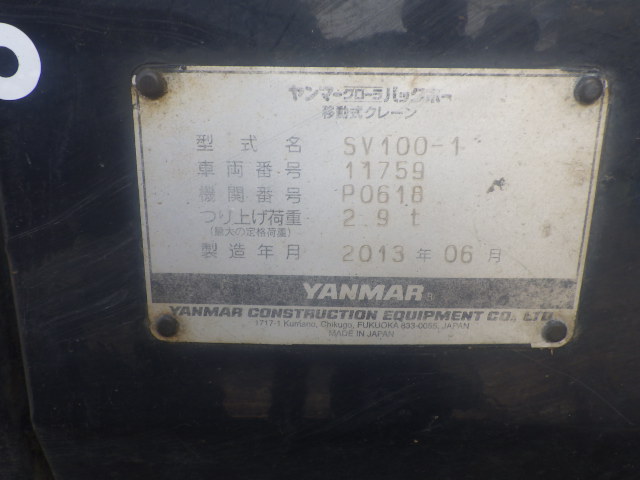 ヤンマークローラバックホー
移動式クレーン
型式名 SV100-1
車両番号 11759
機関番号 P0618
つり上げ荷重 2.9t
(最大の定格荷重)
製造年月 2013年06月
YANMAR®
YANMAR CONSTRUCTION EQUIPMENT CO., LTD.
1717-1 Kumano, Chikugo, FUKUOKA 833-0055, JAPAN
MADE IN JAPAN